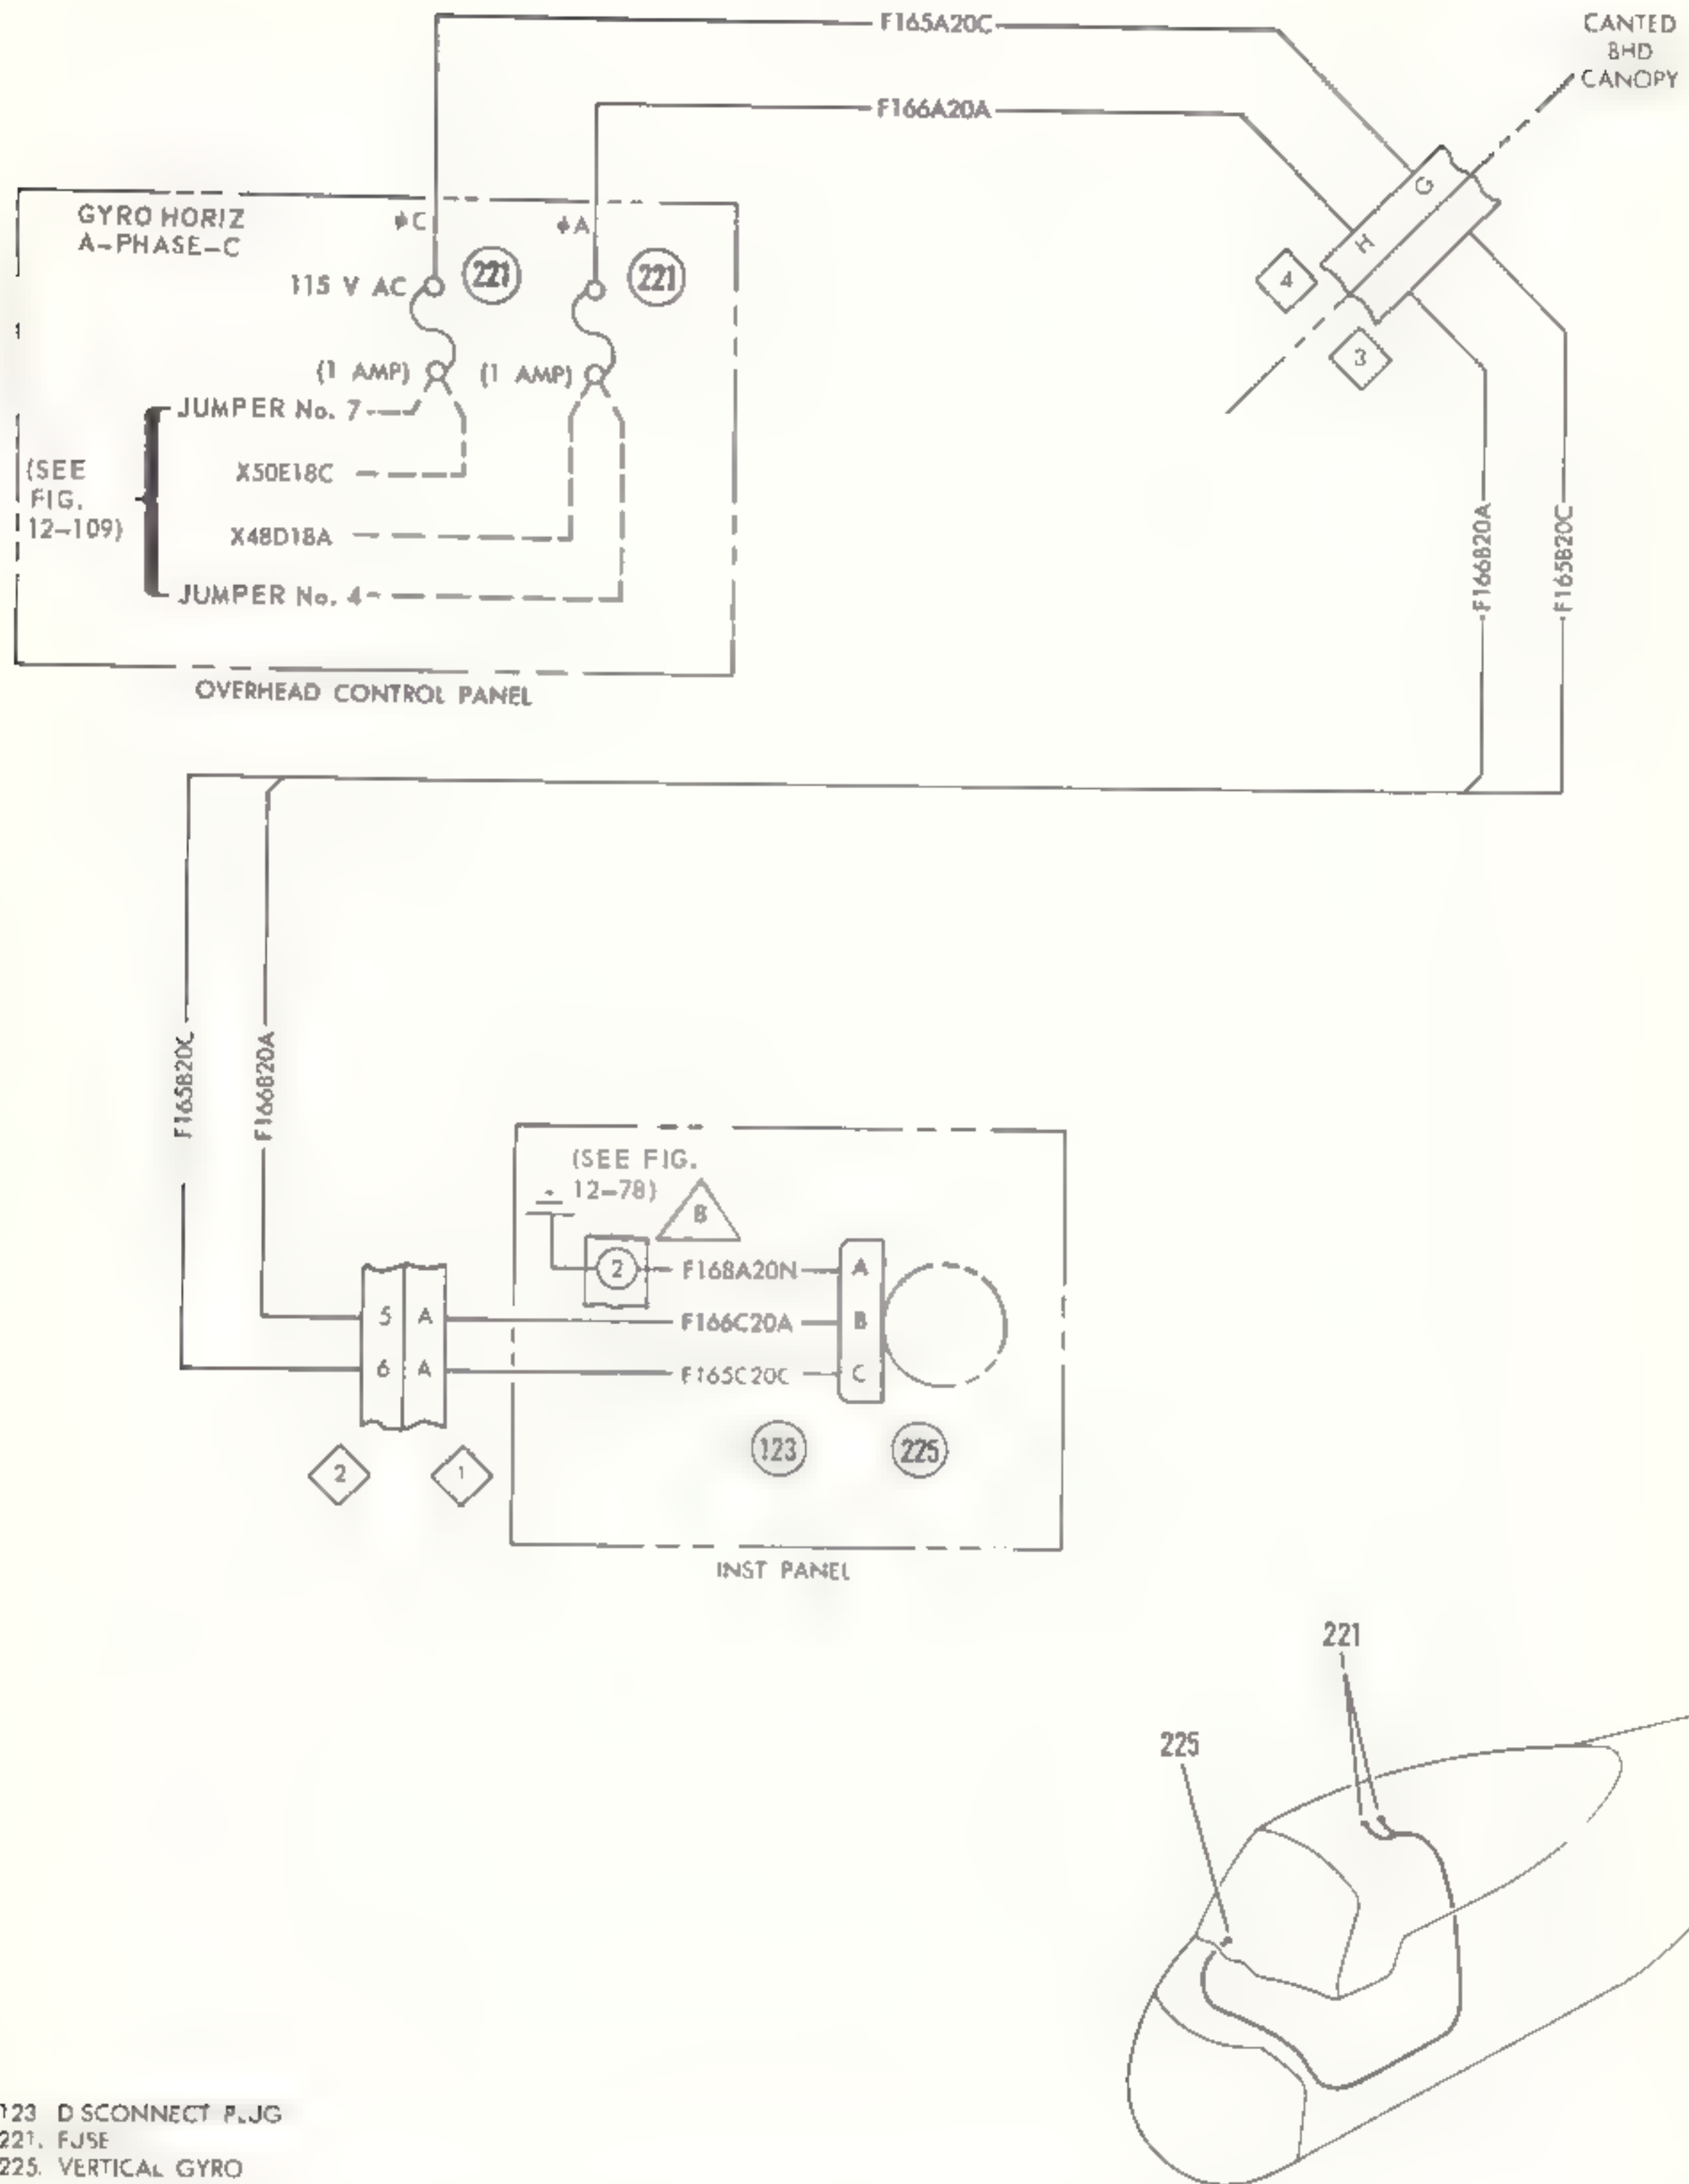 F165A20C
CANTED
BHD
CANOPY
F166A20A
G
H
4
3
GYRO HORIZ
A-PHASE-C
ϕC
ϕA
115 V AC
221
221
(1 AMP)
(1 AMP)
JUMPER No. 7
X50E18C
(SEE
FIG.
12-109)
X48D18A
JUMPER No. 4
OVERHEAD CONTROL PANEL
F166B20A
F165B20C
F165B20C
F166B20A
(SEE FIG.
12-78)
B
2
F168A20N
A
5 A
F166C20A
B
6 A
F165C20C
C
123
225
2
1
INST PANEL
221
225
123 D SCONNECT PLUG
221. FUSE
225. VERTICAL GYRO